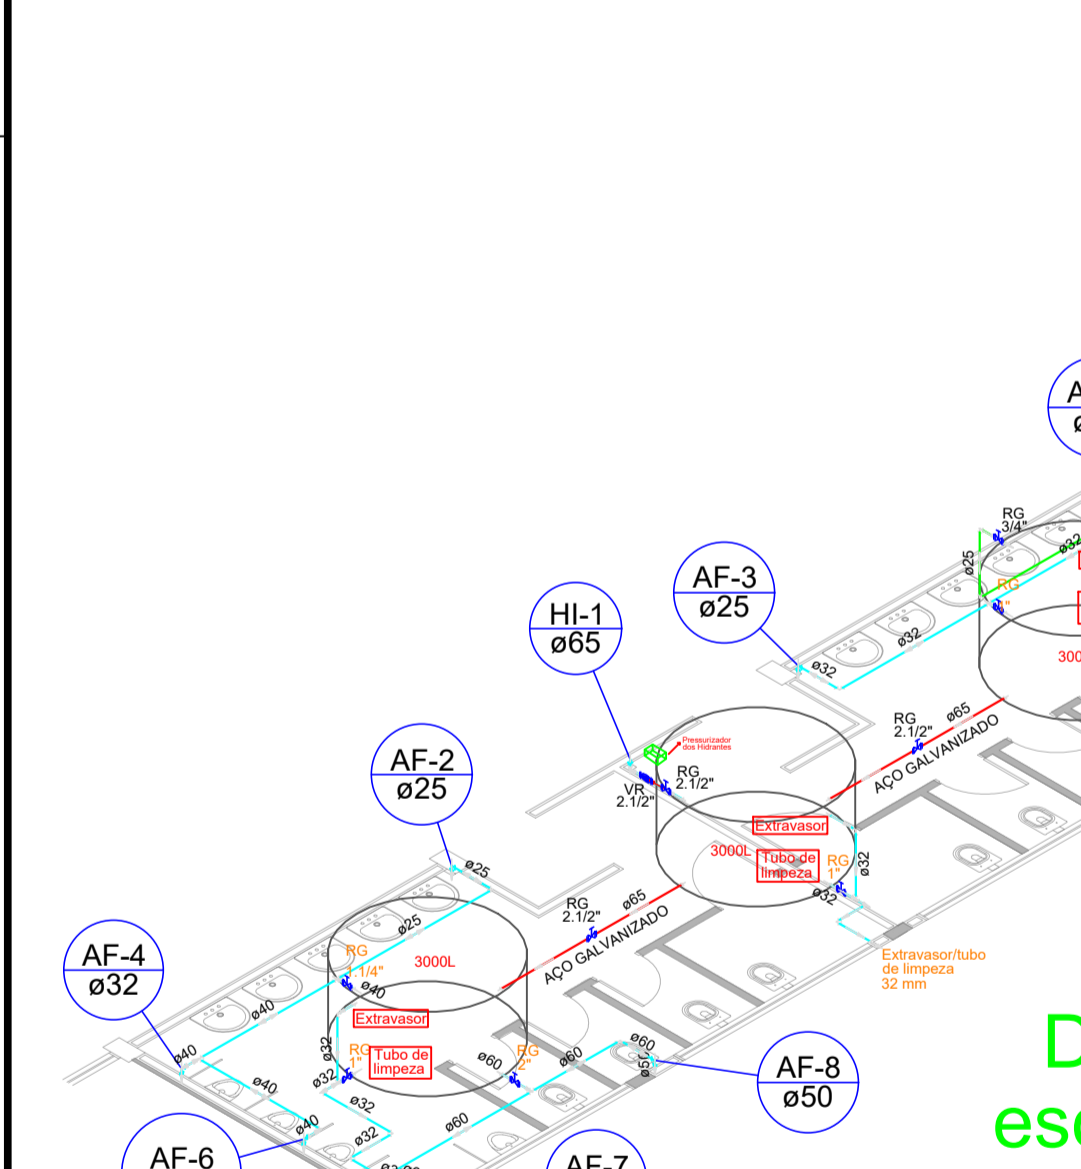 A
ø
RG
3/4"
ø25
ø32
RG
1"
AF-3
ø25
HI-1
ø65
ø32
ø32
300
ø65
RG
2.1/2"
AÇO GALVANIZADO
Pressurizador
dos Hidrantes
AF-2
ø25
RG
2.1/2"
VR
2.1/2"
Extravasor
3000L
Tubo de
limpeza
RG
1"
ø32
ø32
ø25
ø65
RG
2.1/2"
AÇO GALVANIZADO
ø25
AF-4
ø32
RG
1.1/4"
3000L
ø40
Extravasor/tubo
de limpeza
32 mm
ø40
Extravasor
D
ø32
ø40
RG
1"
Tubo de
limpeza
ø60
RG
2"
ø60
ø60
ø50
AF-8
ø50
ø32
ø40
ø32
ø60
esc
ø40
ø32
AF-6
AF-7